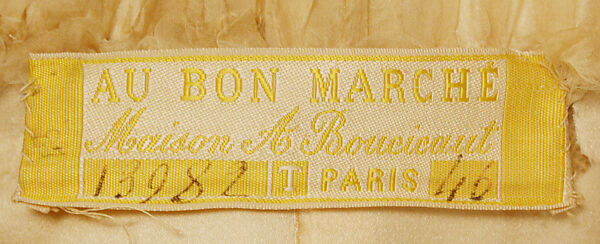 AU BON MARCHÉ
Maison A Boucicaut
13982 T PARIS 46